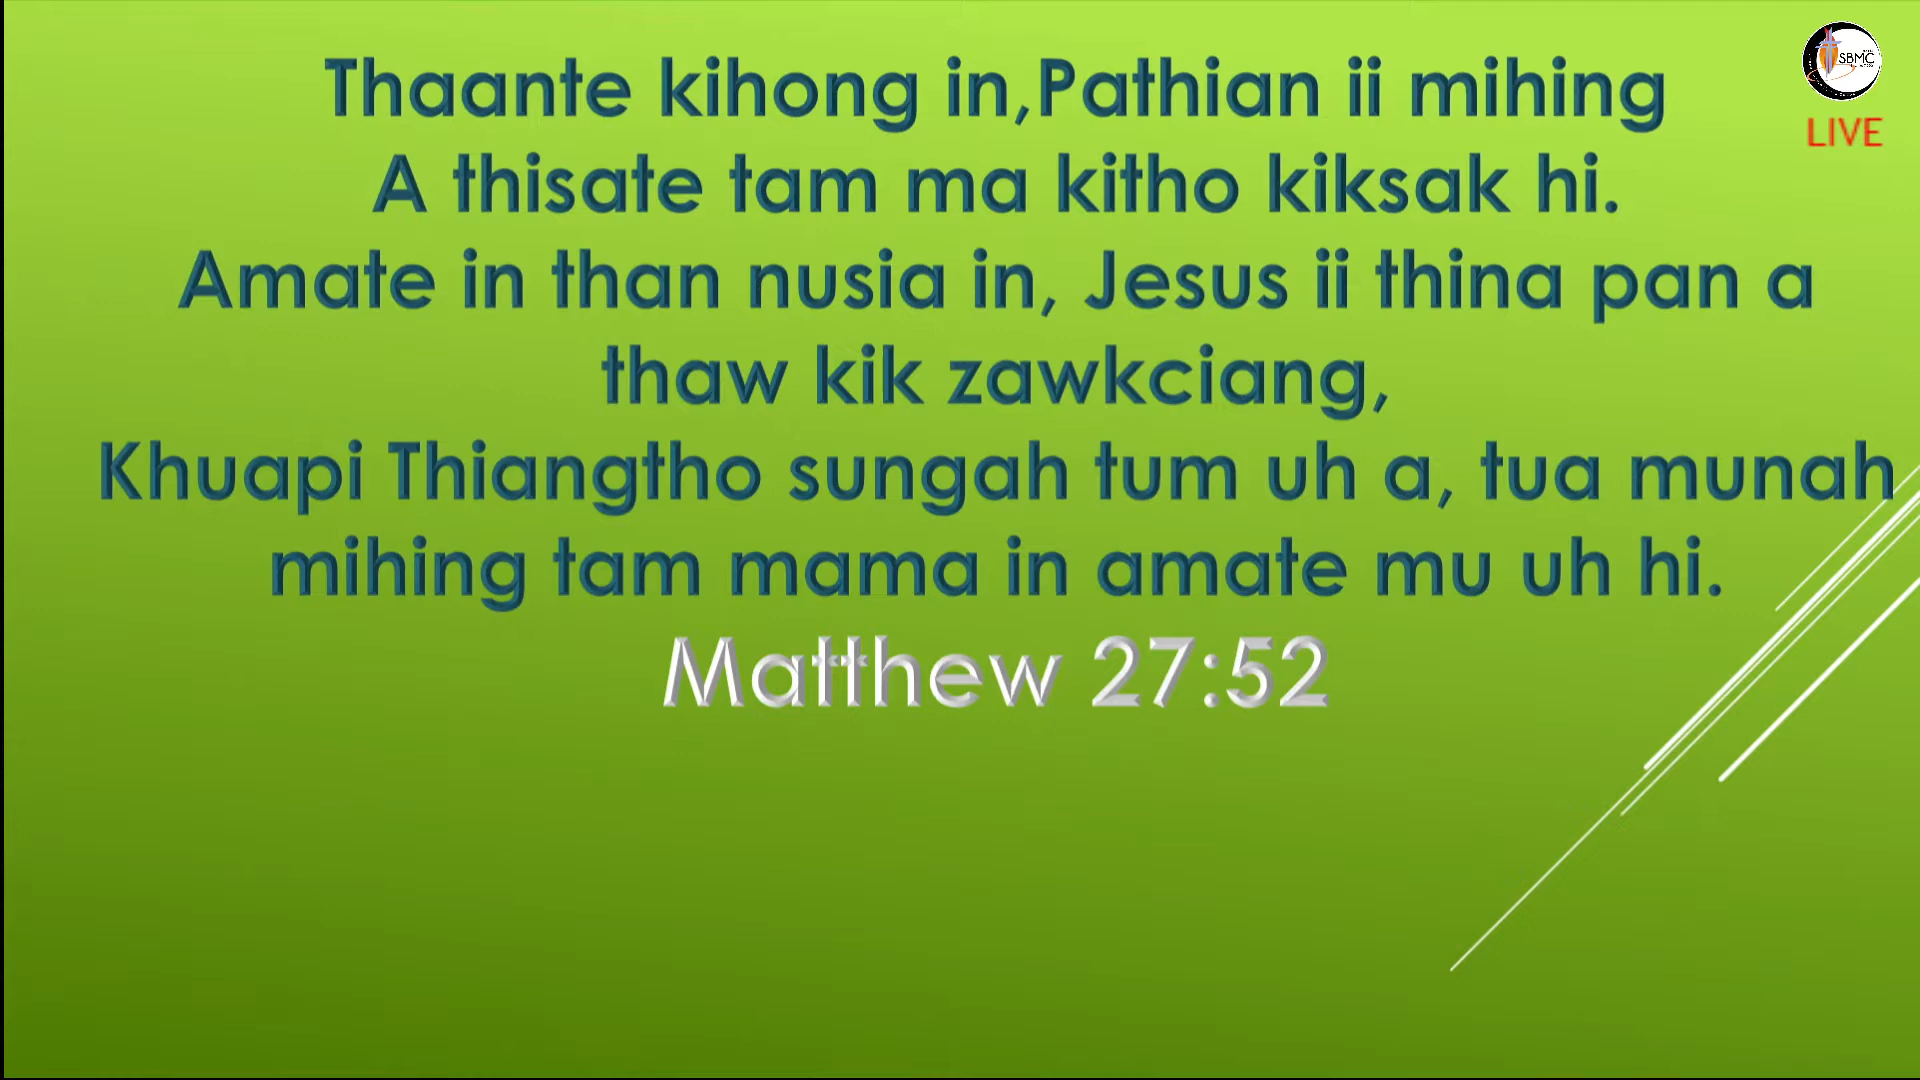 Thaante kihong in,Pathian ii mihing
A thisate tam ma kitho kiksak hi.
Amate in than nusia in, Jesus ii thina pan a
thaw kik zawkciang,
Khuapi Thiangtho sungah tum uh a, tua munah
mihing tam mama in amate mu uh hi.
Matthew 27:52
SBMC
LIVE